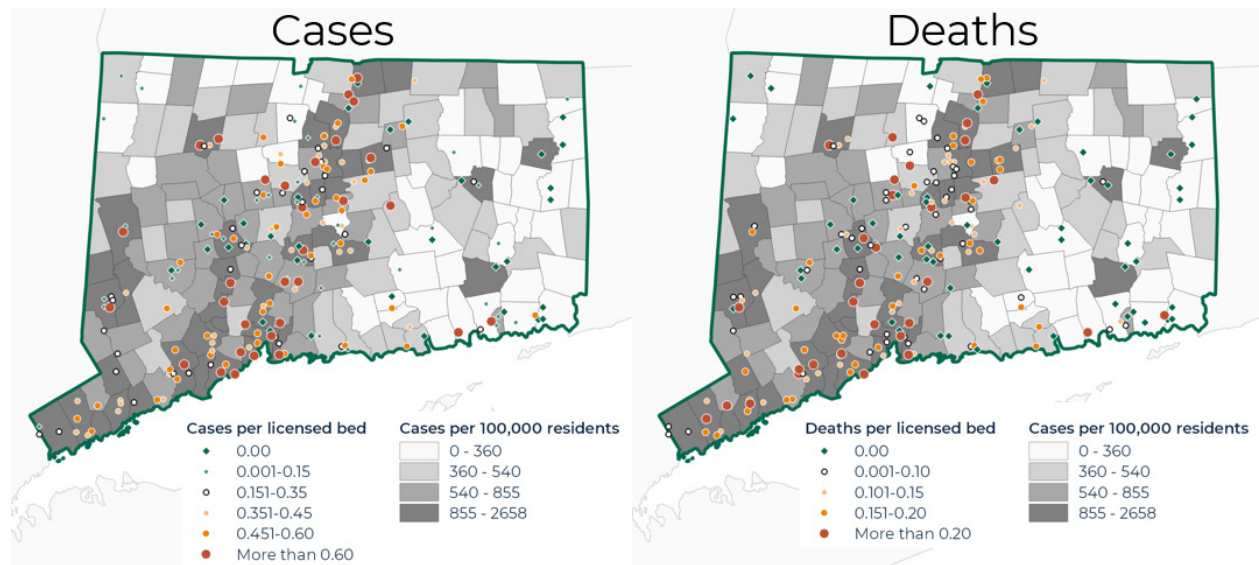 Cases
Deaths
Cases per licensed bed
0.00
0.001-0.15
0.151-0.35
0.351-0.45
0.451-0.60
More than 0.60
Cases per 100,000 residents
0 - 360
360 - 540
540 - 855
855 - 2658
Deaths per licensed bed
0.00
0.001-0.10
0.101-0.15
0.151-0.20
More than 0.20
Cases per 100,000 residents
0 - 360
360 - 540
540 - 855
855 - 2658